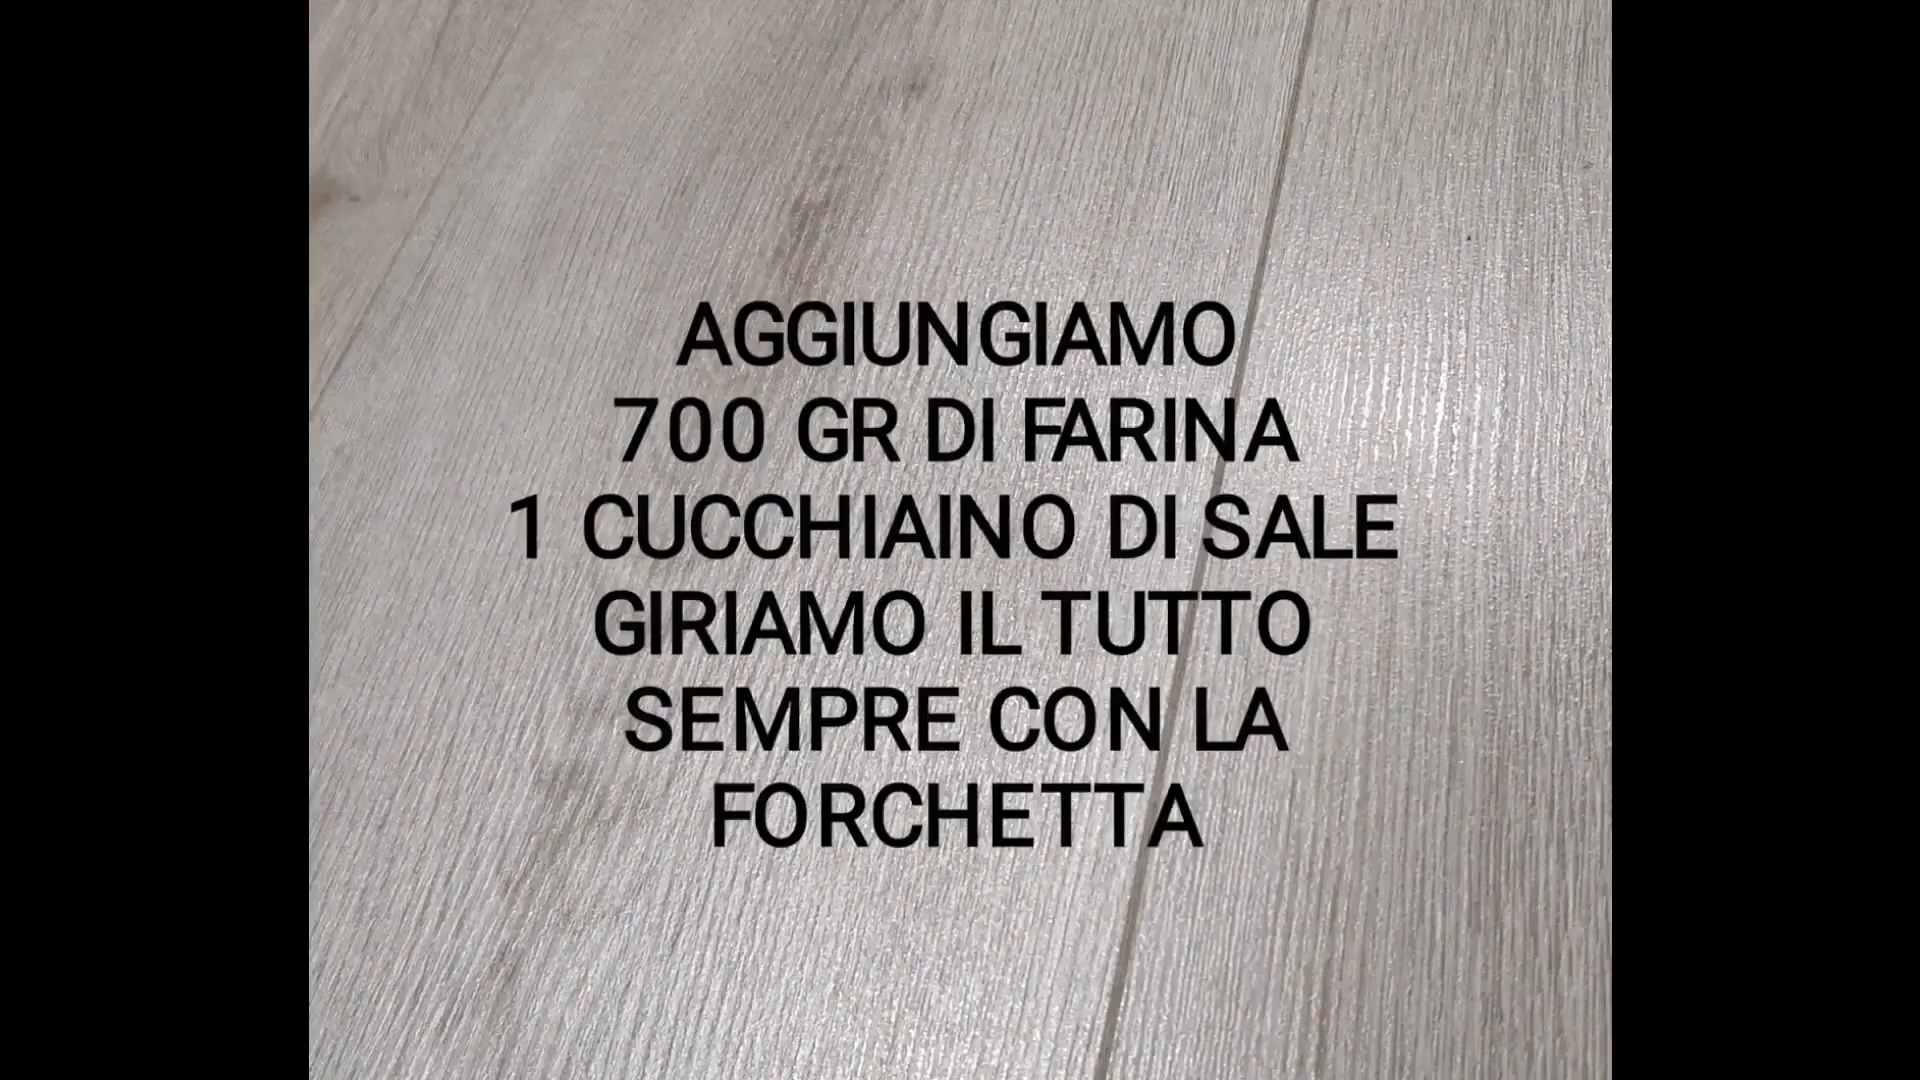 AGGIUNGIAMO
700 GR DI FARINA
1 CUCCHIAINO DI SALE
GIRIAMO IL TUTTO
SEMPRE CON LA
FORCHETTA